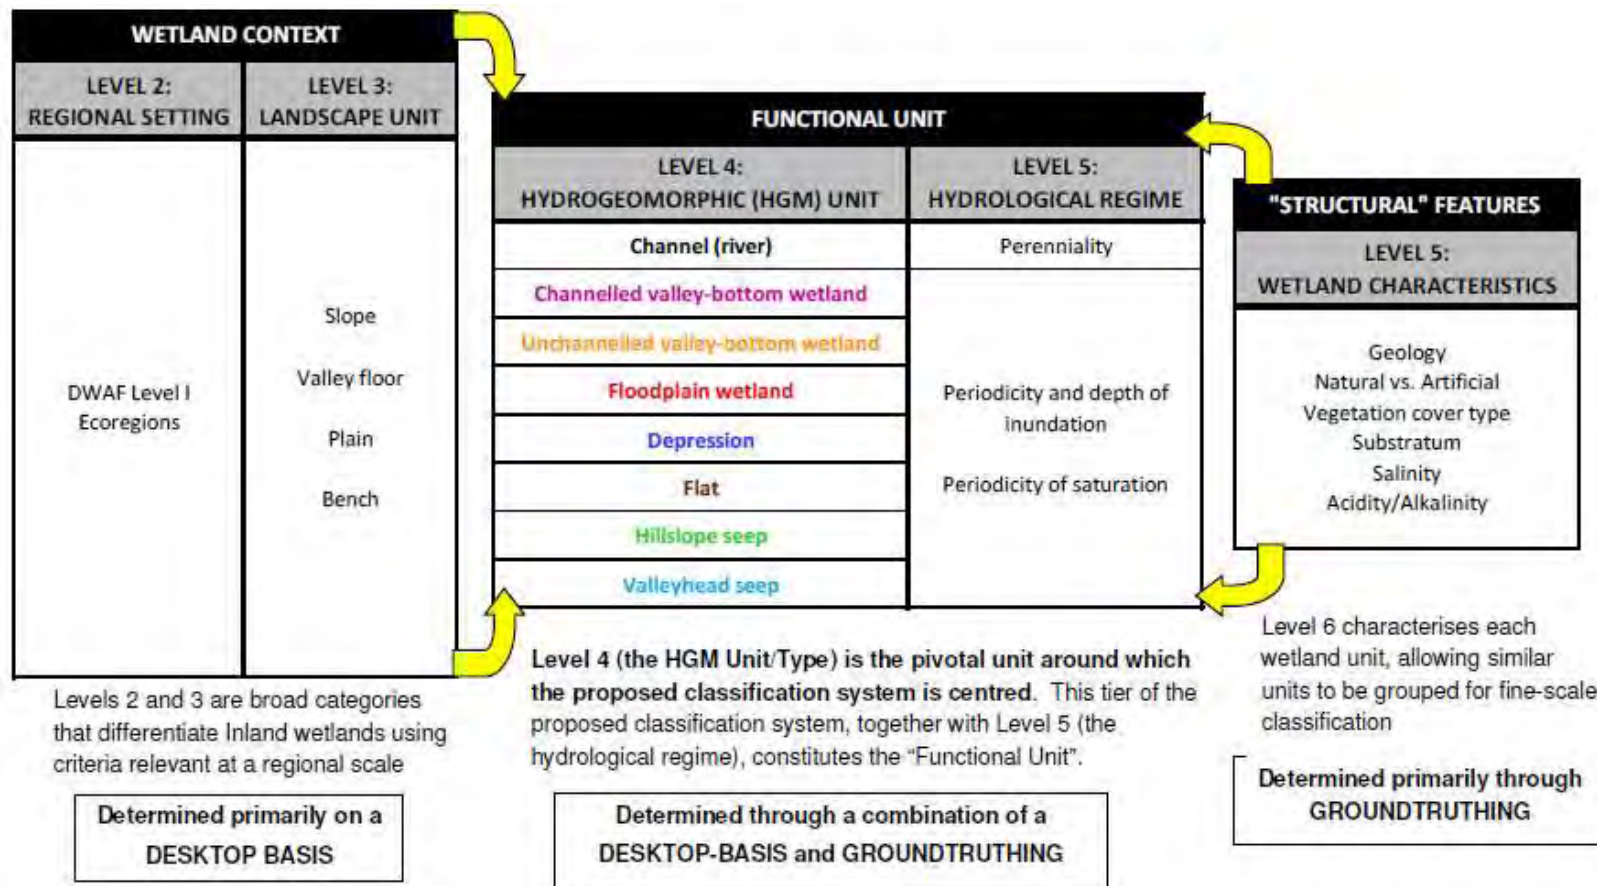 WETLAND CONTEXT
LEVEL 2:
REGIONAL SETTING
LEVEL 3:
LANDSCAPE UNIT
DWAF Level I
Ecoregions
Slope
Valley floor
Plain
Bench
Levels 2 and 3 are broad categories
that differentiate Inland wetlands using
criteria relevant at a regional scale
Determined primarily on a
DESKTOP BASIS
FUNCTIONAL UNIT
LEVEL 4:
HYDROGEOMORPHIC (HGM) UNIT
LEVEL 5:
HYDROLOGICAL REGIME
Channel (river)
Perenniality
Channelled valley-bottom wetland
Unchannelled valley-bottom wetland
Floodplain wetland
Depression
Flat
Hillslope seep
Valleyhead seep
Periodicity and depth of
inundation
Periodicity of saturation
Level 4 (the HGM Unit/Type) is the pivotal unit around which
the proposed classification system is centred. This tier of the
proposed classification system, together with Level 5 (the
hydrological regime), constitutes the “Functional Unit”.
Determined through a combination of a
DESKTOP-BASIS and GROUNDTRUTHING
"STRUCTURAL" FEATURES
LEVEL 5:
WETLAND CHARACTERISTICS
Geology
Natural vs. Artificial
Vegetation cover type
Substratum
Salinity
Acidity/Alkalinity
Level 6 characterises each
wetland unit, allowing similar
units to be grouped for fine-scale
classification
Determined primarily through
GROUNDTRUTHING